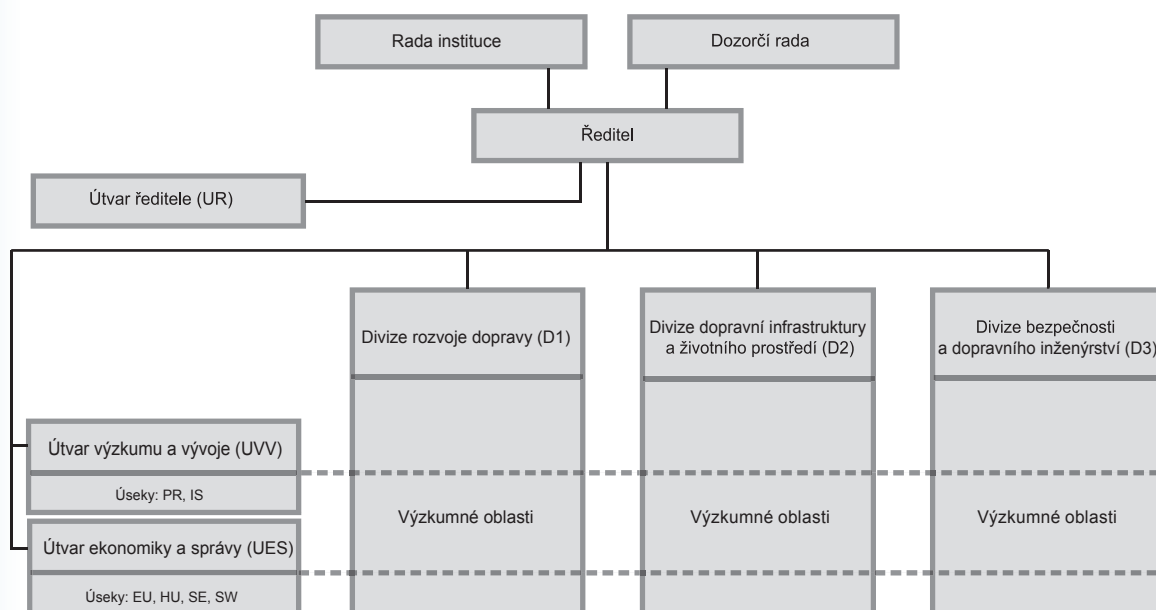 Rada instituce
Dozorčí rada
Ředitel
Útvar ředitele (UR)
Divize rozvoje dopravy (D1)
Divize dopravní infrastruktury
a životního prostředí (D2)
Divize bezpečnosti
a dopravního inženýrství (D3)
Útvar výzkumu a vývoje (UVV)
Úseky: PR, IS
Výzkumné oblasti
Výzkumné oblasti
Výzkumné oblasti
Útvar ekonomiky a správy (UES)
Úseky: EU, HU, SE, SW